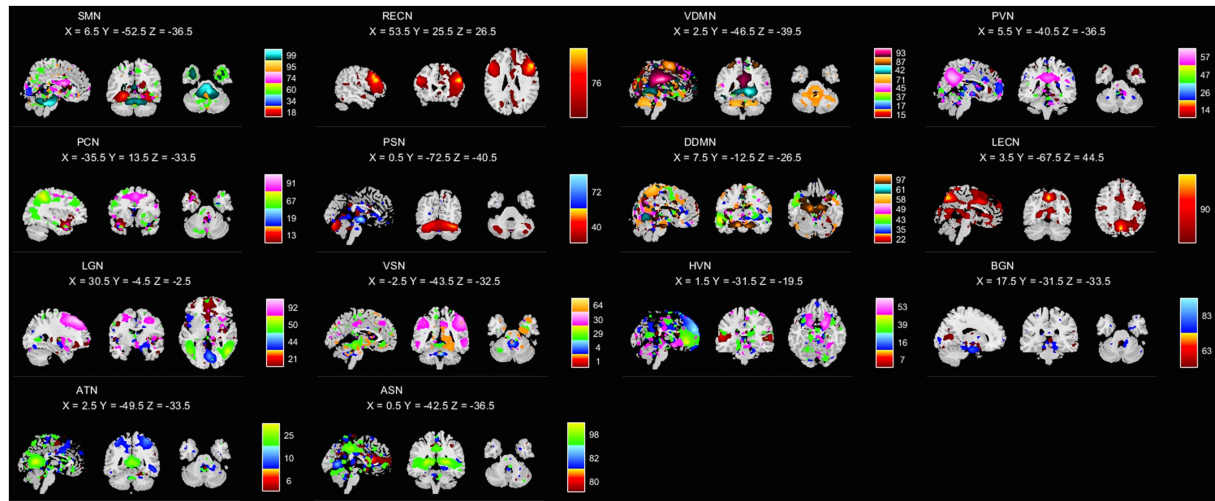 SMN
X = 6.5 Y = -52.5 Z = -36.5
99
95
74
60
34
18
RECN
X = 53.5 Y = 25.5 Z = 26.5
76
VDMN
X = 2.5 Y = -46.5 Z = -39.5
93
87
42
71
45
37
17
15
PVN
X = 5.5 Y = -40.5 Z = -36.5
57
47
26
14
PCN
X = -35.5 Y = 13.5 Z = -33.5
91
67
19
13
PSN
X = 0.5 Y = -72.5 Z = -40.5
72
40
DDMN
X = 7.5 Y = -12.5 Z = -26.5
97
61
58
49
43
35
22
LECN
X = 3.5 Y = -67.5 Z = 44.5
90
LGN
X = 30.5 Y = -4.5 Z = -2.5
92
50
44
21
VSN
X = -2.5 Y = -43.5 Z = -32.5
64
30
29
4
1
HVN
X = 1.5 Y = -31.5 Z = -19.5
53
39
16
7
BGN
X = 17.5 Y = -31.5 Z = -33.5
83
63
ATN
X = 2.5 Y = -49.5 Z = -33.5
25
10
6
ASN
X = 0.5 Y = -42.5 Z = -36.5
98
82
80